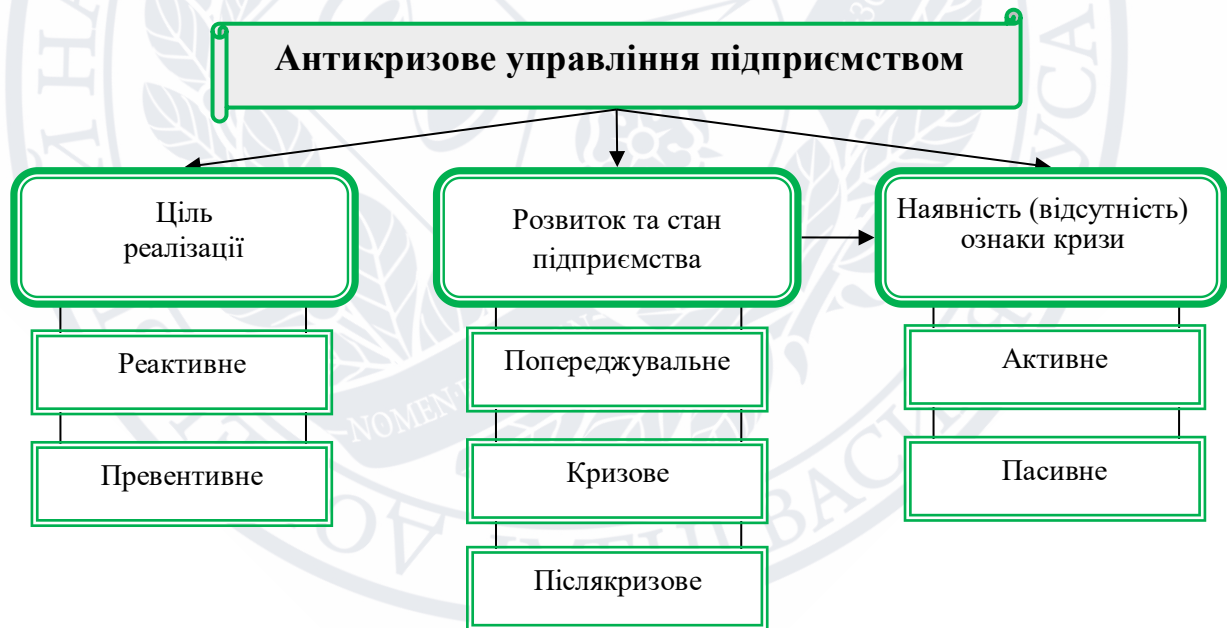 Антикризове управління підприємством
Ціль
реалізації
Розвиток та стан
підприємства
Наявність (відсутність)
ознаки кризи
Реактивне
Попереджувальне
Активне
Превентивне
Кризове
Пасивне
Післякризове
NOMEN